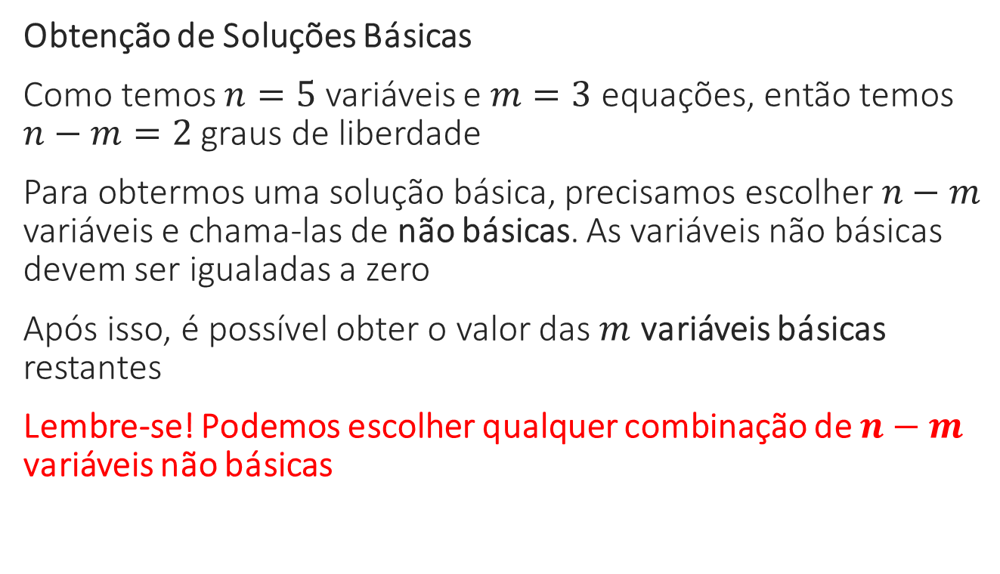 Obtenção de Soluções Básicas
Como temos n = 5 variáveis e m = 3 equações, então temos
n − m = 2 graus de liberdade
Para obtermos uma solução básica, precisamos escolher n − m
variáveis e chama-las de não básicas. As variáveis não básicas
devem ser igualadas a zero
Após isso, é possível obter o valor das m variáveis básicas
restantes
Lembre-se! Podemos escolher qualquer combinação de n − m
variáveis não básicas